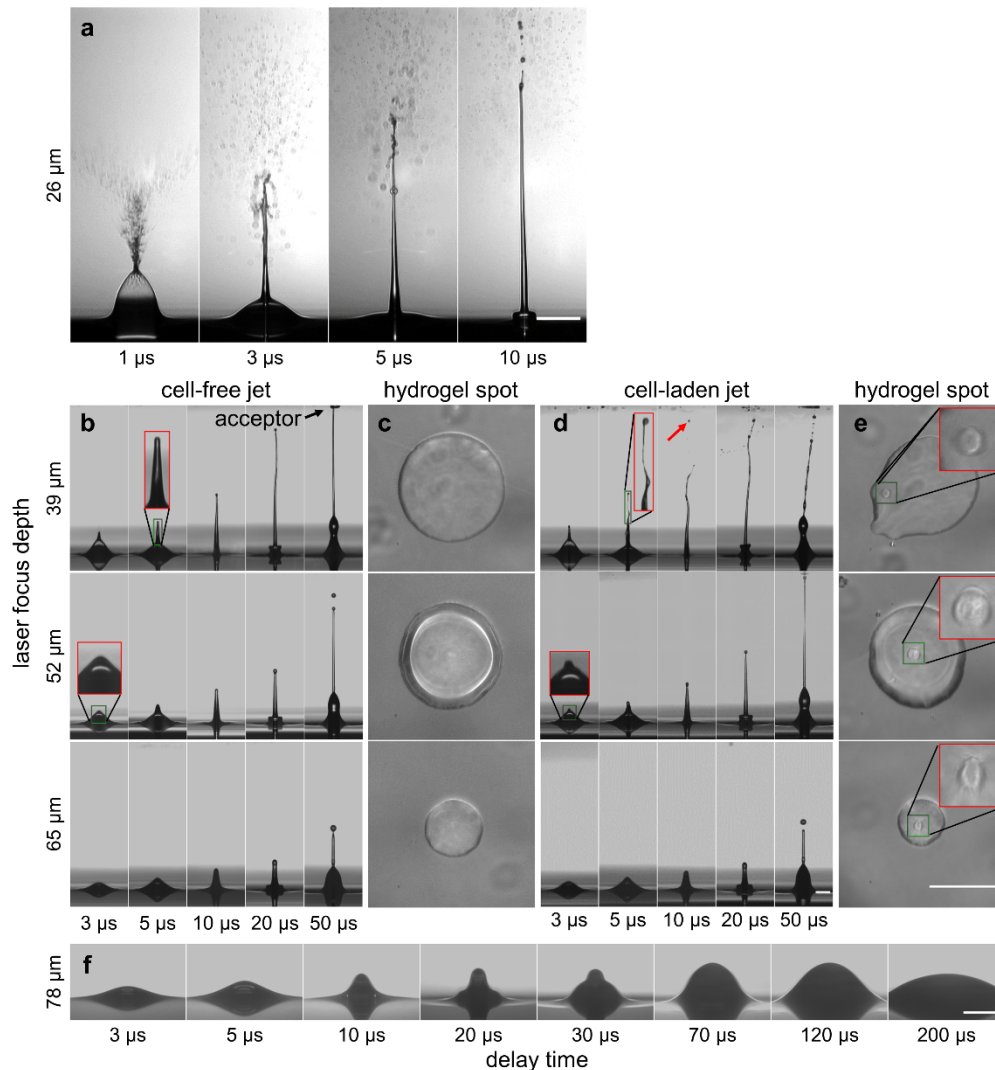 a
26 µm
1 µs 3 µs 5 µs 10 µs
cell-free jet hydrogel spot cell-laden jet hydrogel spot
b acceptor c d e
laser focus depth
39 µm
52 µm
65 µm
3 µs 5 µs 10 µs 20 µs 50 µs 3 µs 5 µs 10 µs 20 µs 50 µs
f
78 µm
3 µs 5 µs 10 µs 20 µs 30 µs 70 µs 120 µs 200 µs
delay time